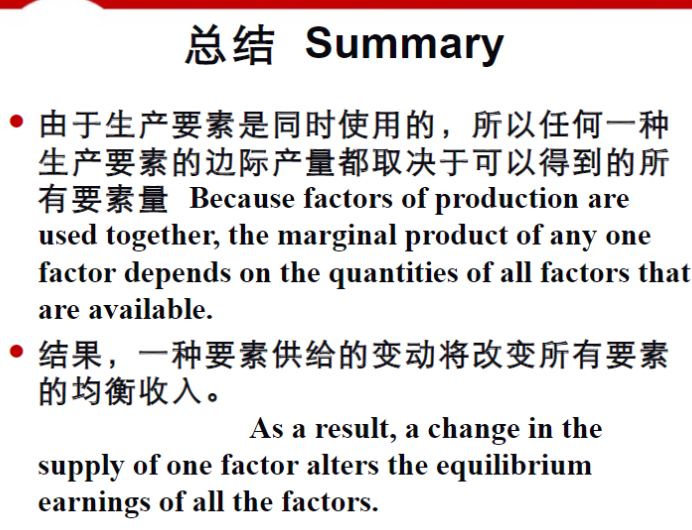 总结 Summary
由于生产要素是同时使用的，所以任何一种
生产要素的边际产量都取决于可以得到的所
有要素量 Because factors of production are
used together, the marginal product of any one
factor depends on the quantities of all factors that
are available.
结果，一种要素供给的变动将改变所有要素
的均衡收入。
As a result, a change in the
supply of one factor alters the equilibrium
earnings of all the factors.